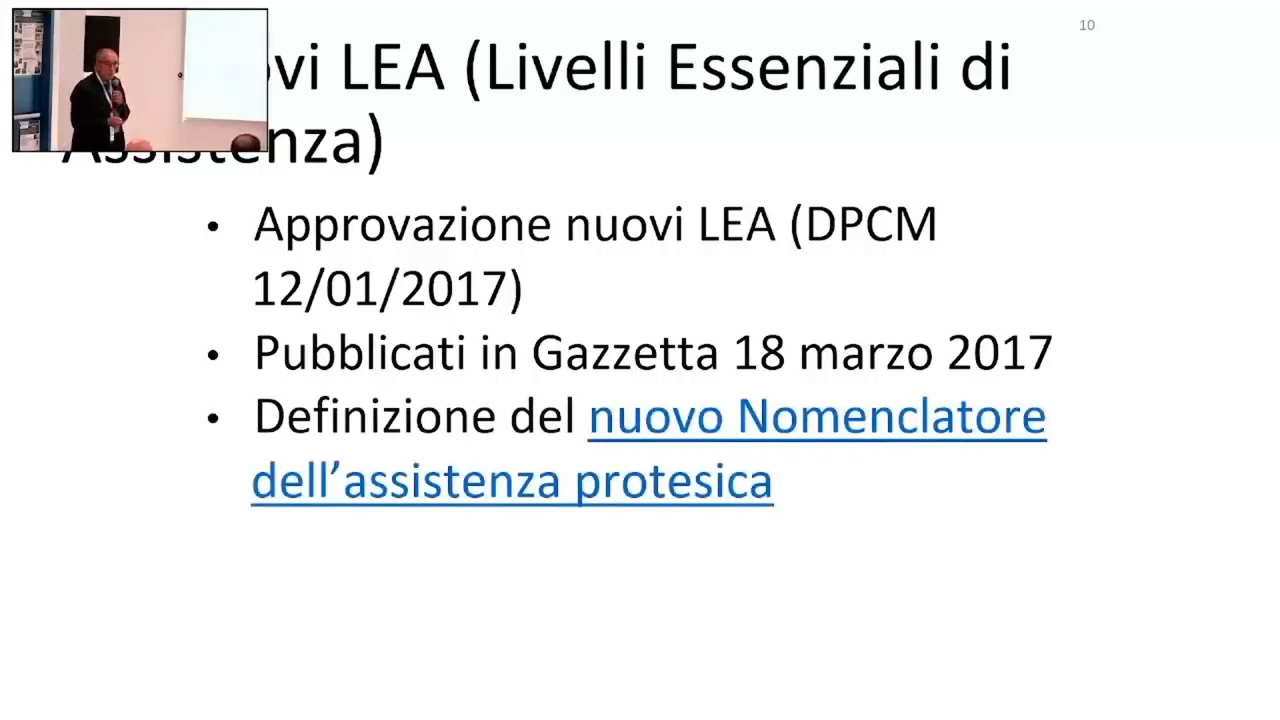 10
vi LEA (Livelli Essenziali di
Assistenza)
• Approvazione nuovi LEA (DPCM
12/01/2017)
• Pubblicati in Gazzetta 18 marzo 2017
• Definizione del nuovo Nomenclatore
dell’assistenza protesica